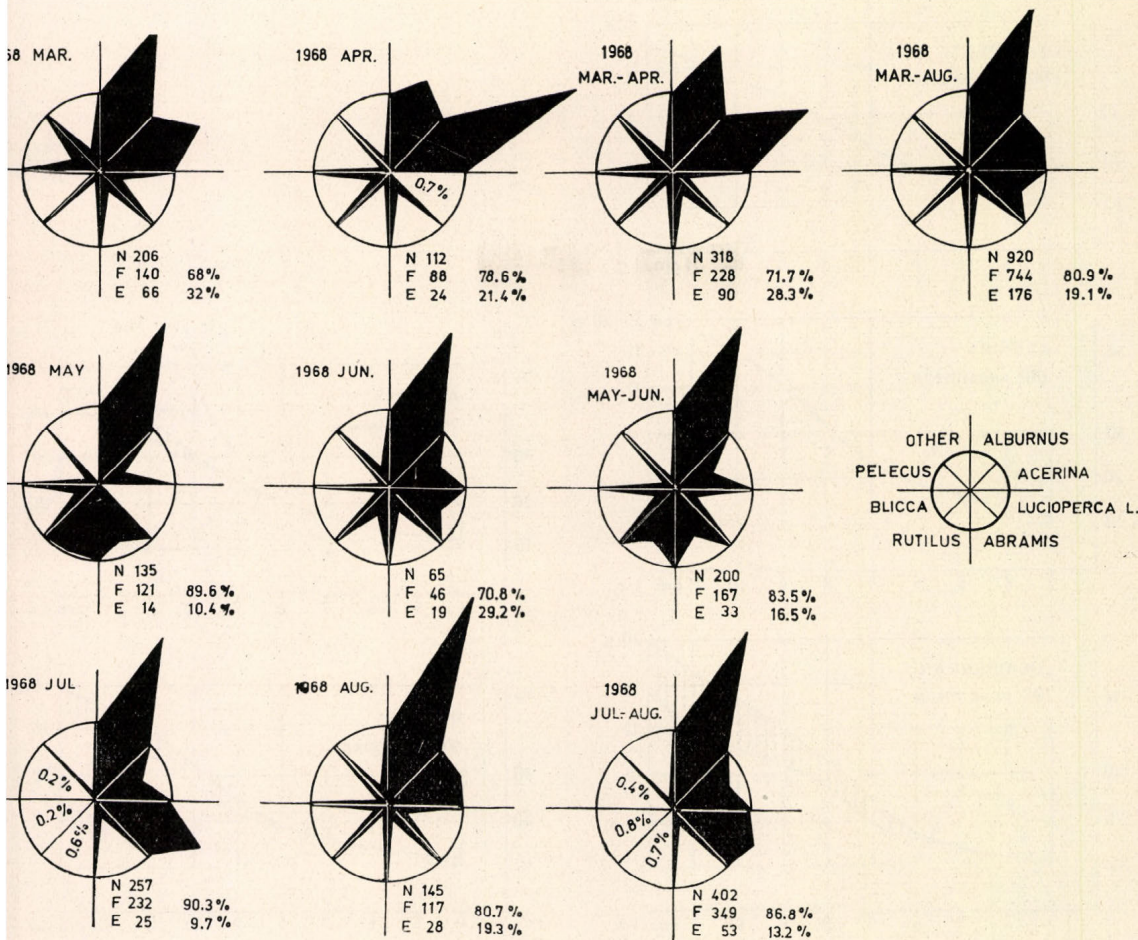 68 MAR.
N 206
F 140 68%
E 66 32%
1968 APR.
0.7%
N 112
F 88 78.6%
E 24 21.4%
1968
MAR.-APR.
N 318
F 228 71.7%
E 90 28.3%
1968
MAR.-AUG.
N 920
F 744 80.9%
E 176 19.1%
1968 MAY
N 135
F 121 89.6%
E 14 10.4%
1968 JUN.
N 65
F 46 70.8%
E 19 29.2%
1968
MAY-JUN.
N 200
F 167 83.5%
E 33 16.5%
OTHER ALBURNUS
PELECUS ACERINA
BLICCA LUCIOPERCA L.
RUTILUS ABRAMIS
1968 JUL
0.2%
0.2%
0.6%
N 257
F 232 90.3%
E 25 9.7%
1968 AUG.
N 145
F 117 80.7%
E 28 19.3%
1968
JUL-AUG.
0.4%
0.8%
0.7%
N 402
F 349 86.8%
E 53 13.2%